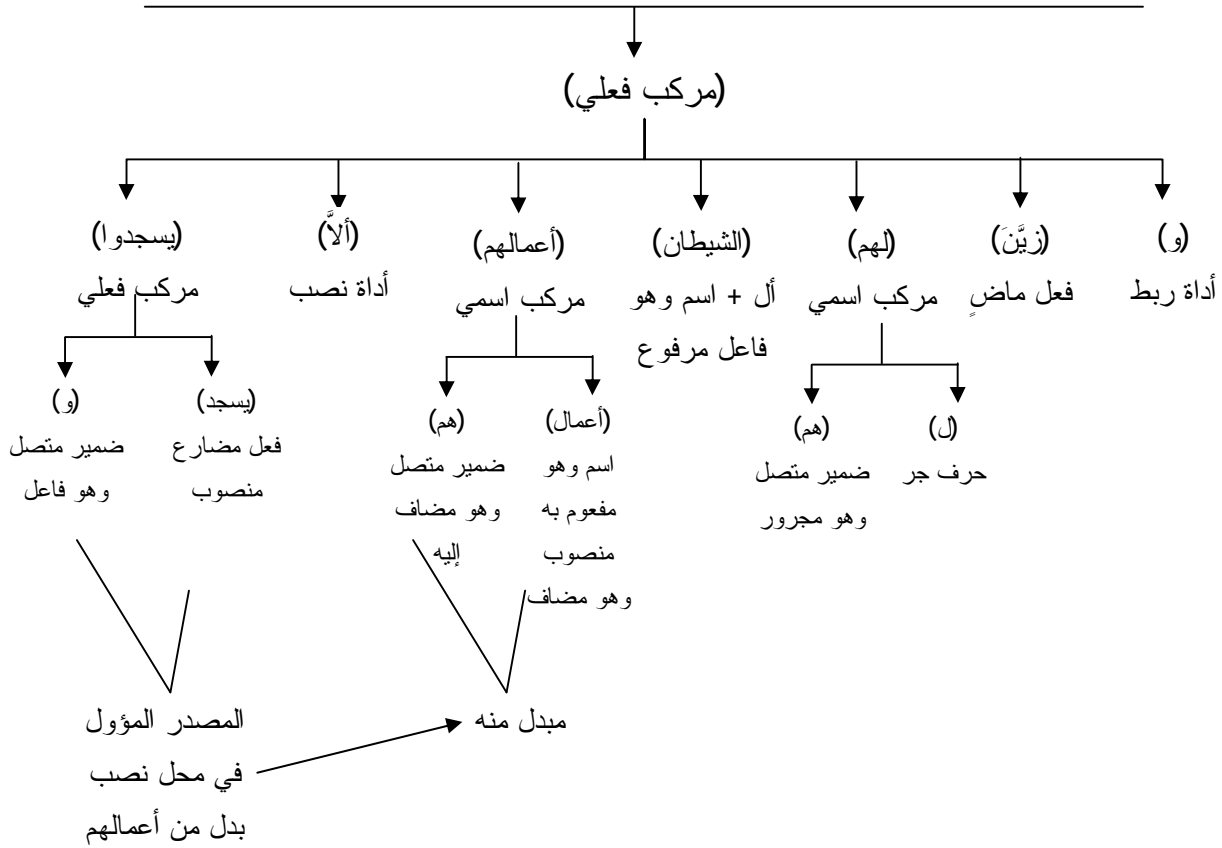 (مركب فعلي)
(و)
أداة ربط
(زيَّنَ)
فعل ماضٍ
(لهم)
مركب اسمي
(الشيطان)
أل + اسم وهو
فاعل مرفوع
(أعمالهم)
مركب اسمي
(ألاَّ)
أداة نصب
(يسجدوا)
مركب فعلي
(ل)
حرف جر
(هم)
ضمير متصل
وهو مجرور
(أعمال)
اسم وهو
مفعوم به
منصوب
وهو مضاف
(هم)
ضمير متصل
وهو مضاف
إليه
(يسجد)
فعل مضارع
منصوب
(و)
ضمير متصل
وهو فاعل
مبدل منه
المصدر المؤول
في محل نصب
بدل من أعمالهم